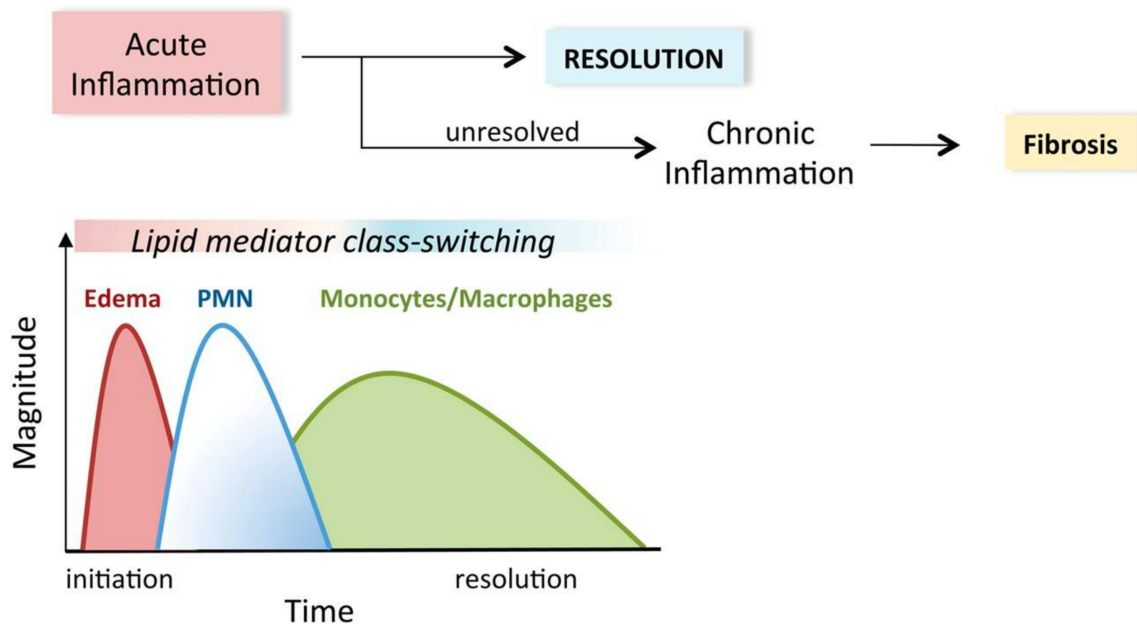 Acute
Inflammation
RESOLUTION
unresolved
Chronic
Inflammation
Fibrosis
Lipid mediator class-switching
Edema
PMN
Monocytes/Macrophages
Magnitude
initiation
resolution
Time